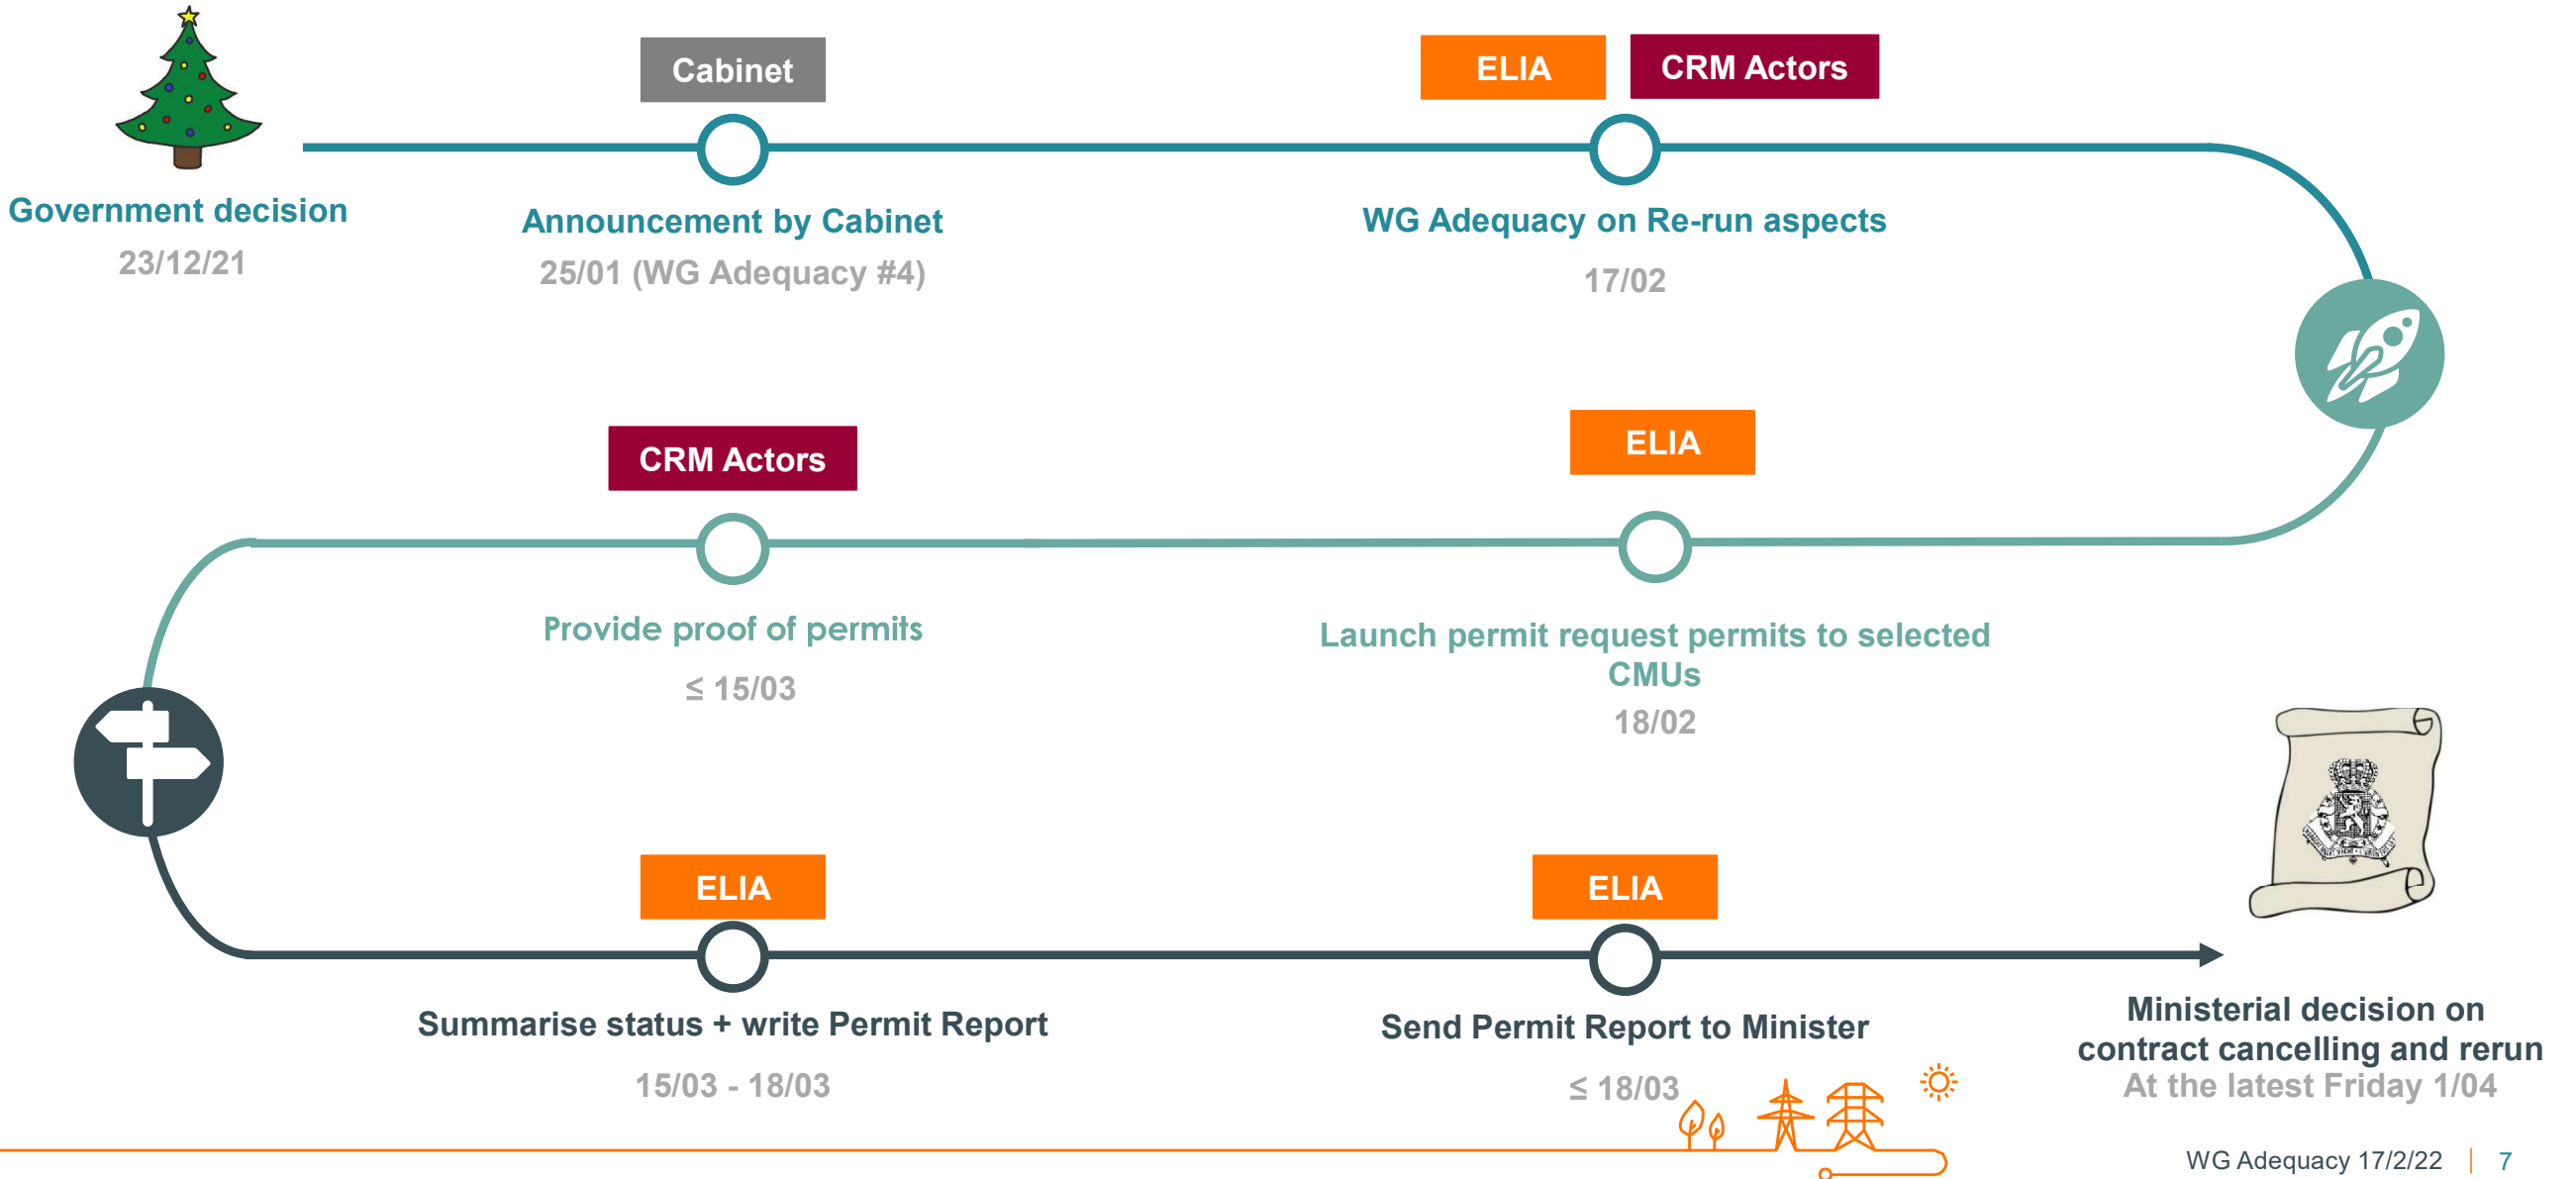 Government decision
23/12/21
Cabinet
Announcement by Cabinet
25/01 (WG Adequacy #4)
ELIA
CRM Actors
WG Adequacy on Re-run aspects
17/02
ELIA
Launch permit request permits to selected
CMUs
18/02
CRM Actors
Provide proof of permits
≤ 15/03
ELIA
Summarise status + write Permit Report
15/03 - 18/03
ELIA
Send Permit Report to Minister
≤ 18/03
Ministerial decision on
contract cancelling and rerun
At the latest Friday 1/04
WG Adequacy 17/2/22 | 7